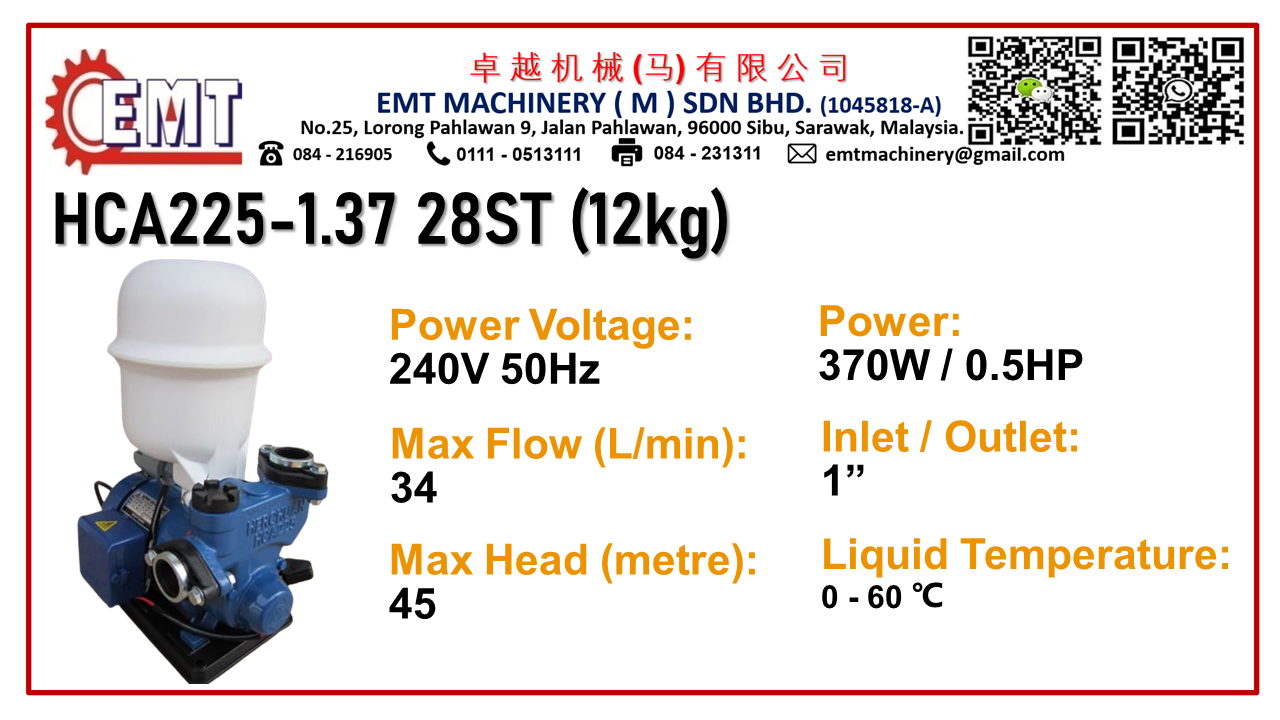 EMT
卓越机械(马)有限公司
EMT MACHINERY ( M ) SDN BHD. (1045818-A)
No.25, Lorong Pahlawan 9, Jalan Pahlawan, 96000 Sibu, Sarawak, Malaysia.
084 - 216905 0111 - 0513111 084 - 231311 emtmachinery@gmail.com
HCA225-1.37 28ST (12kg)
Power Voltage:
240V 50Hz
Power:
370W / 0.5HP
Max Flow (L/min):
34
Inlet / Outlet:
1”
Max Head (metre):
45
Liquid Temperature:
0 - 60 ℃